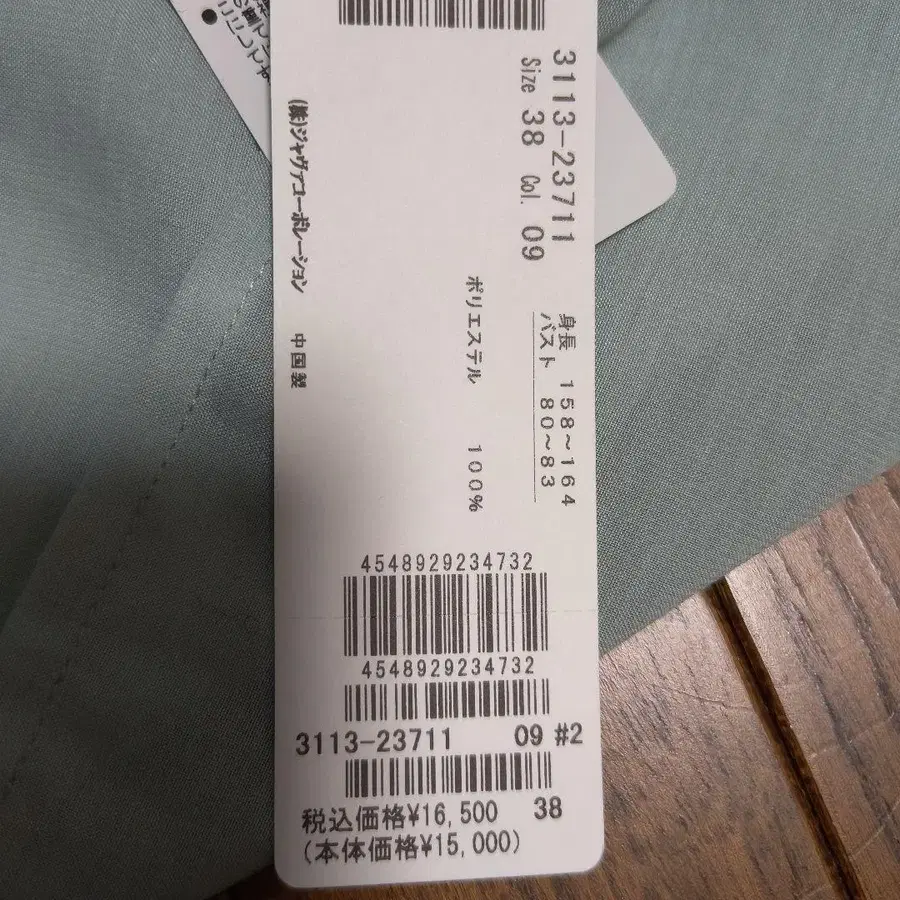 3113-23711
Size 38 Col. 09
身長 158~164
バスト 80~83
ポリエステル 100%
(株)ジャヴァコーポレーション 中国製
4548929234732
4548929234732
3113-23711 09 #2
税込価格¥16,500 38
(本体価格¥15,000)